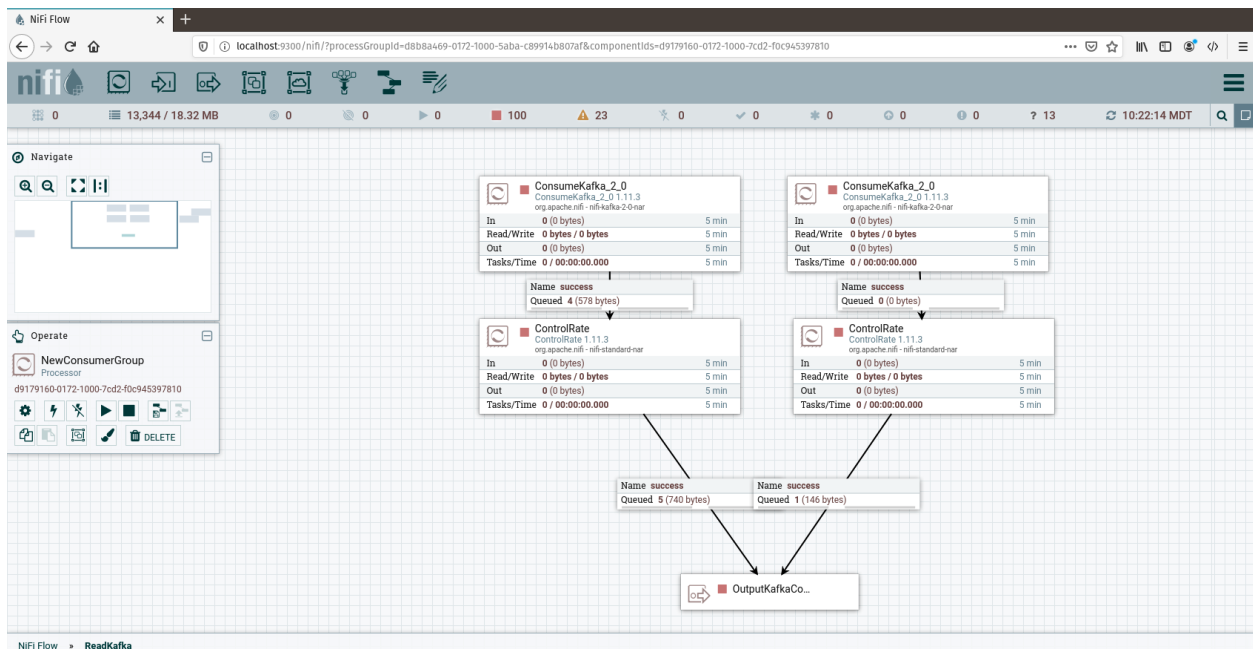 NiFi Flow
localhost:9300/nifi/?processGroupId=d8b8a469-0172-1000-5aba-c89914b807af&componentIds=d9179160-0172-1000-7cd2-f0c945397810
nifi
0 13,344 / 18.32 MB 0 0 0 100 23 0 0 0 0 0 ? 13 10:22:14 MDT
Navigate
Operate
NewConsumerGroup
Processor
d9179160-0172-1000-7cd2-f0c945397810
DELETE
ConsumeKafka_2_0
ConsumeKafka_2_0 1.11.3
org.apache.nifi - nifi-kafka-2-0-nar
In 0 (0 bytes) 5 min
Read/Write 0 bytes / 0 bytes 5 min
Out 0 (0 bytes) 5 min
Tasks/Time 0 / 00:00:00.000 5 min
Name success
Queued 4 (578 bytes)
ControlRate
ControlRate 1.11.3
org.apache.nifi - nifi-standard-nar
In 0 (0 bytes) 5 min
Read/Write 0 bytes / 0 bytes 5 min
Out 0 (0 bytes) 5 min
Tasks/Time 0 / 00:00:00.000 5 min
Name success
Queued 5 (740 bytes)
ConsumeKafka_2_0
ConsumeKafka_2_0 1.11.3
org.apache.nifi - nifi-kafka-2-0-nar
In 0 (0 bytes) 5 min
Read/Write 0 bytes / 0 bytes 5 min
Out 0 (0 bytes) 5 min
Tasks/Time 0 / 00:00:00.000 5 min
Name success
Queued 0 (0 bytes)
ControlRate
ControlRate 1.11.3
org.apache.nifi - nifi-standard-nar
In 0 (0 bytes) 5 min
Read/Write 0 bytes / 0 bytes 5 min
Out 0 (0 bytes) 5 min
Tasks/Time 0 / 00:00:00.000 5 min
Name success
Queued 1 (146 bytes)
OutputKafkaCo...
NiFi Flow » ReadKafka